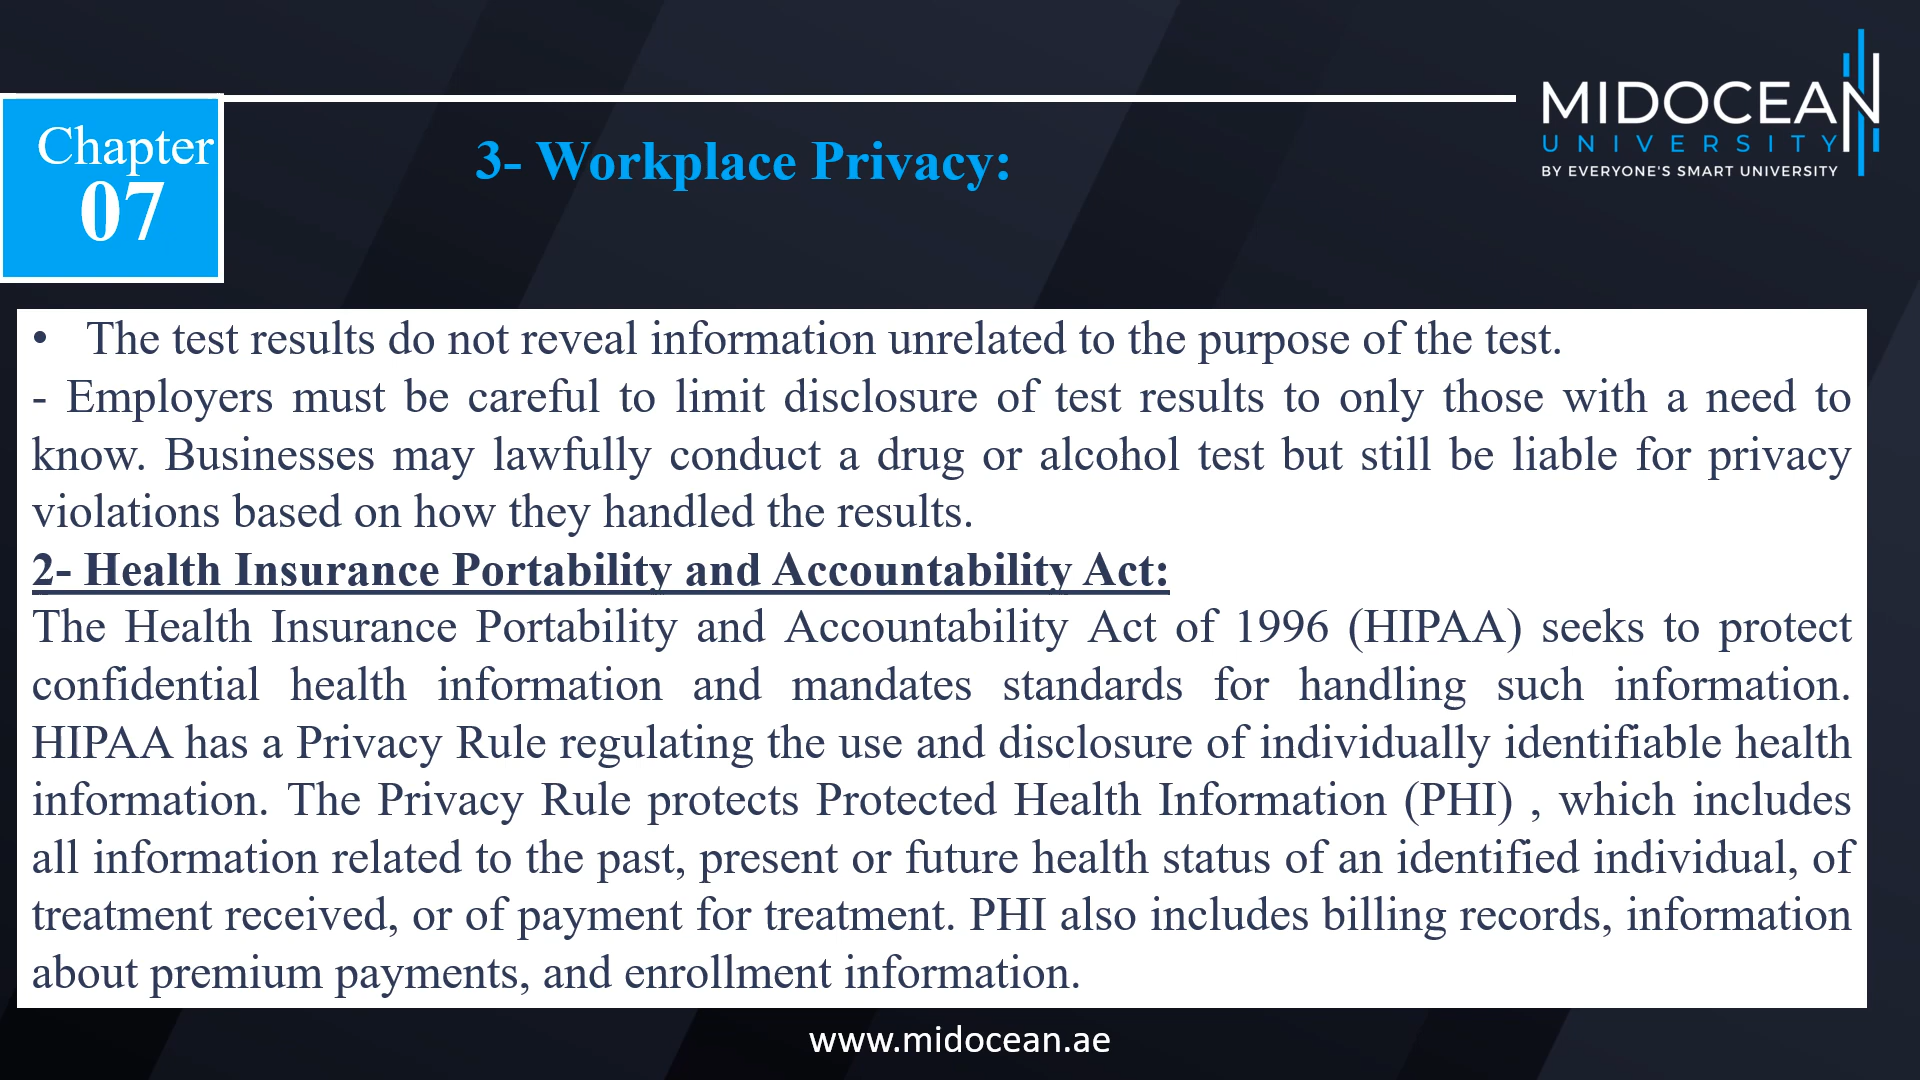 Chapter
07
3- Workplace Privacy:
MIDOCEAN
UNIVERSITY
BY EVERYONE'S SMART UNIVERSITY
• The test results do not reveal information unrelated to the purpose of the test.
- Employers must be careful to limit disclosure of test results to only those with a need to
know. Businesses may lawfully conduct a drug or alcohol test but still be liable for privacy
violations based on how they handled the results.
2- Health Insurance Portability and Accountability Act:
The Health Insurance Portability and Accountability Act of 1996 (HIPAA) seeks to protect
confidential health information and mandates standards for handling such information.
HIPAA has a Privacy Rule regulating the use and disclosure of individually identifiable health
information. The Privacy Rule protects Protected Health Information (PHI) , which includes
all information related to the past, present or future health status of an identified individual, of
treatment received, or of payment for treatment. PHI also includes billing records, information
about premium payments, and enrollment information.
www.midocean.ae